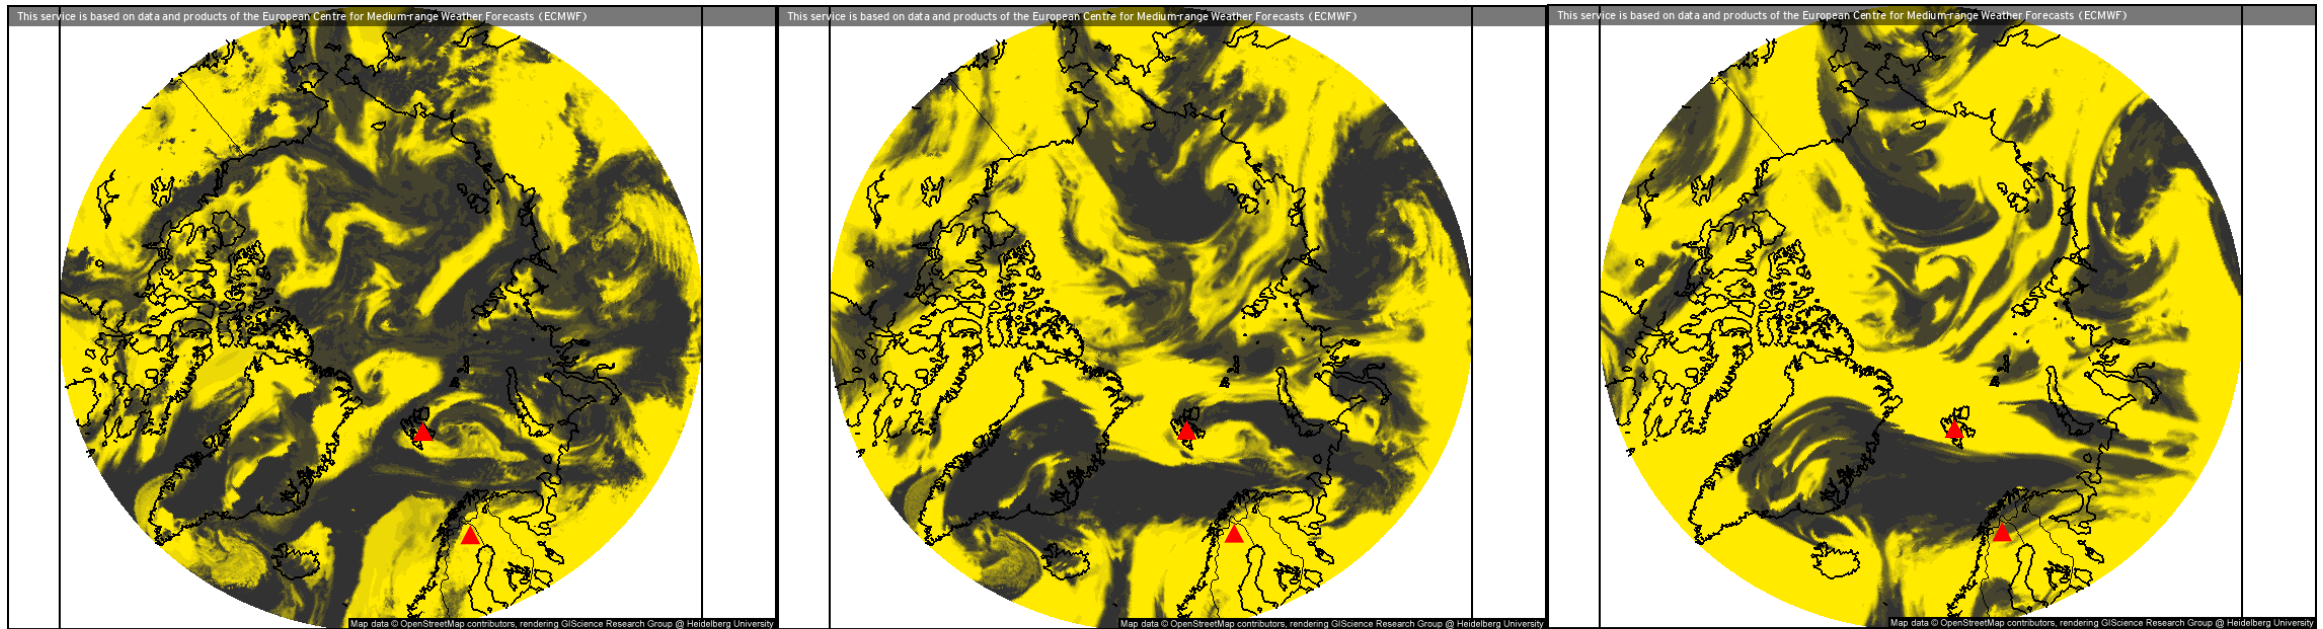 This service is based on data and products of the European Centre for Medium-range Weather Forecasts (ECMWF)
This service is based on data and products of the European Centre for Medium-range Weather Forecasts (ECMWF)
This service is based on data and products of the European Centre for Medium-range Weather Forecasts (ECMWF)
Map data © OpenStreetMap contributors, rendering GIScience Research Group @ Heidelberg University
Map data © OpenStreetMap contributors, rendering GIScience Research Group @ Heidelberg University
Map data © OpenStreetMap contributors, rendering GIScience Research Group @ Heidelberg University